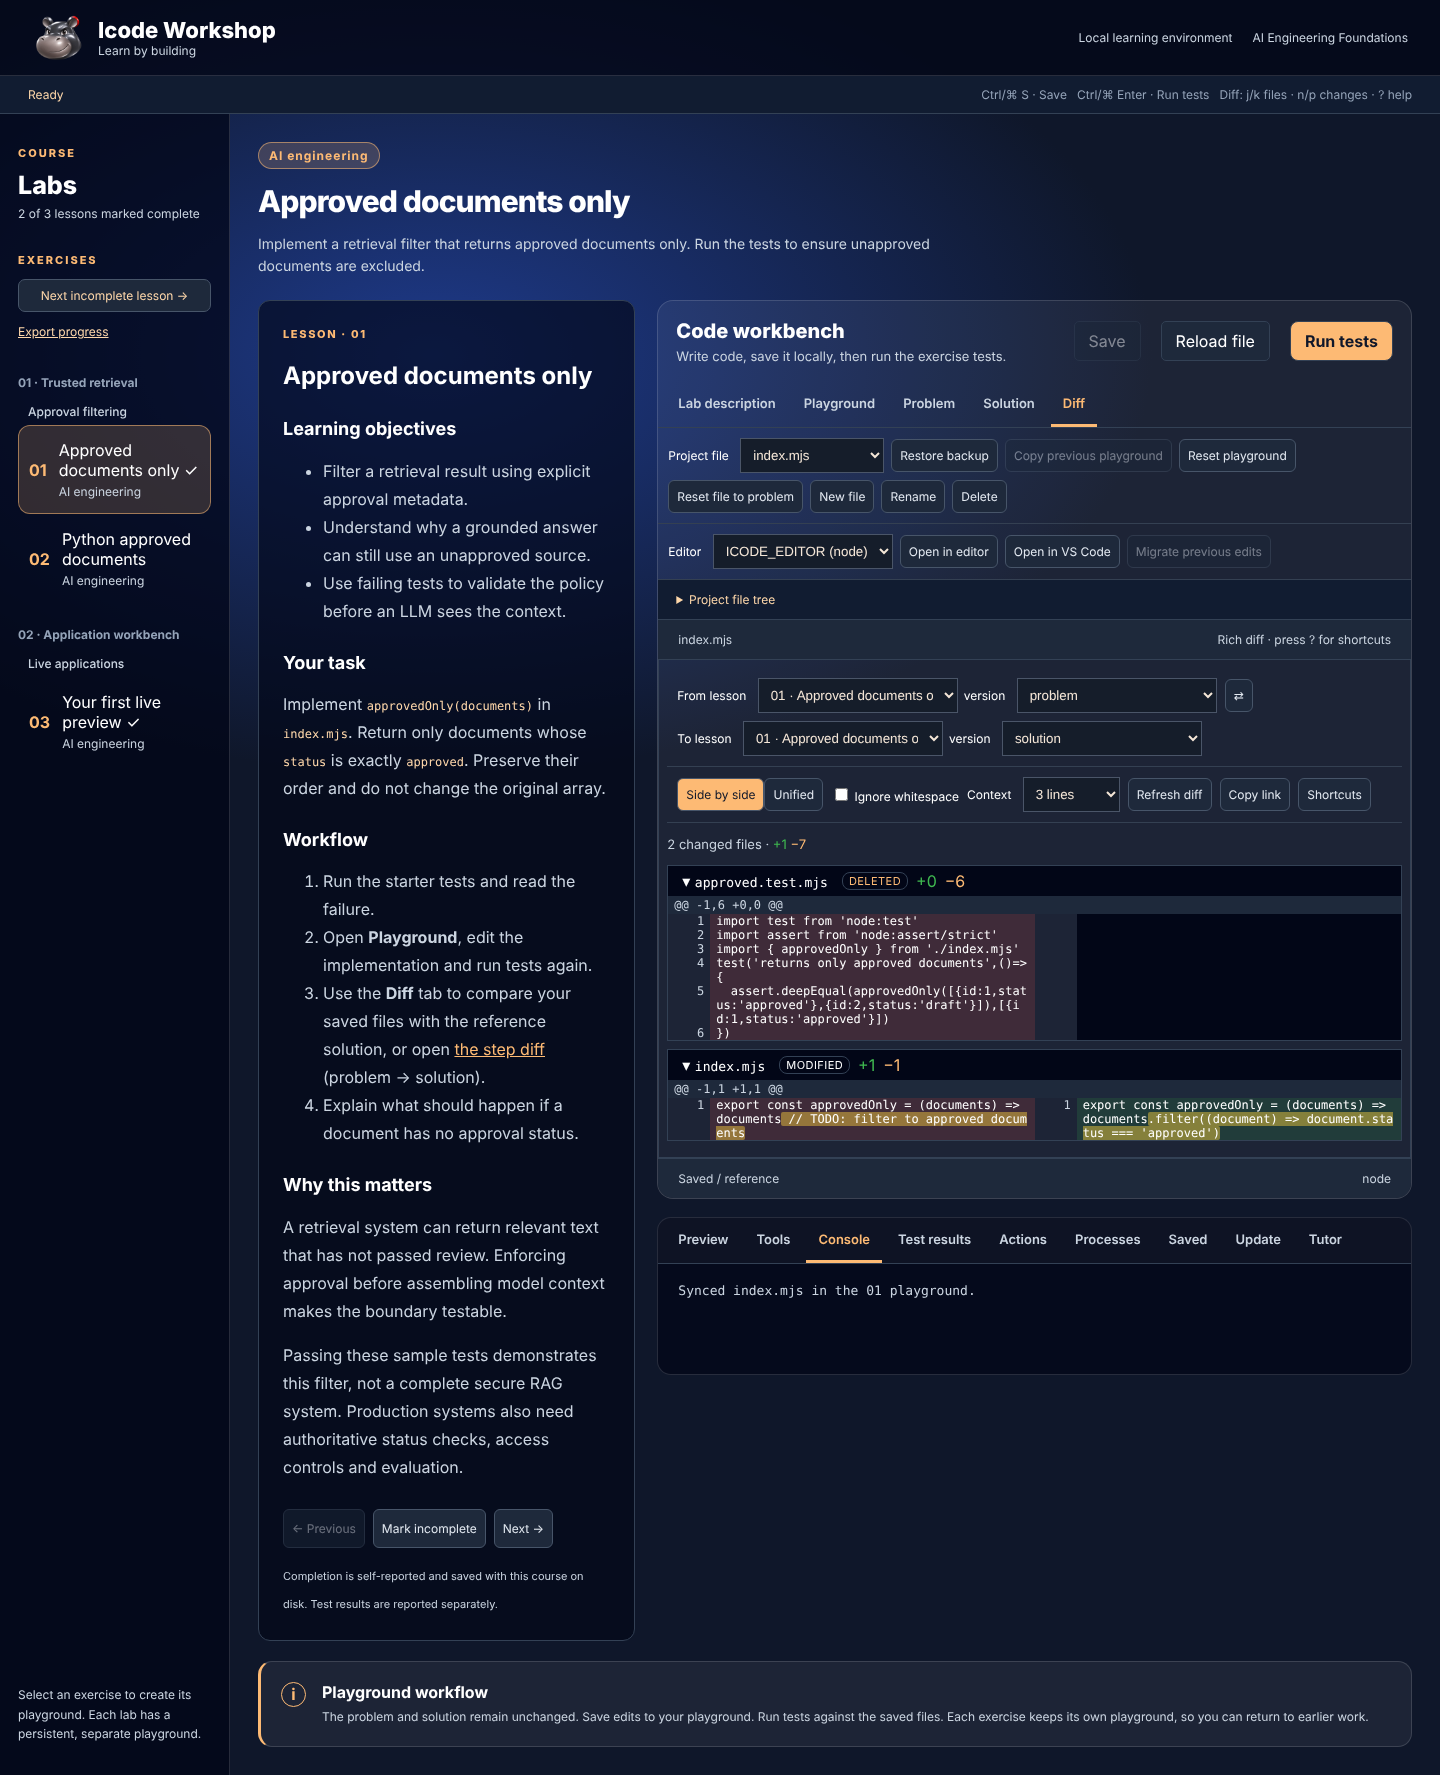 Icode Workshop
Learn by building
Local learning environment AI Engineering Foundations
Ready
Ctrl/⌘ S · Save Ctrl/⌘ Enter · Run tests Diff: j/k files · n/p changes · ? help
COURSE
Labs
2 of 3 lessons marked complete
EXERCISES
Next incomplete lesson →
Export progress
01 · Trusted retrieval
Approval filtering
01
Approved
documents only ✓
AI engineering
02
Python approved
documents
AI engineering
02 · Application workbench
Live applications
03
Your first live
preview ✓
AI engineering
Select an exercise to create its
playground. Each lab has a
persistent, separate playground.
AI engineering
Approved documents only
Implement a retrieval filter that returns approved documents only. Run the tests to ensure unapproved
documents are excluded.
LESSON · 01
Approved documents only
Learning objectives
• Filter a retrieval result using explicit
approval metadata.
• Understand why a grounded answer
can still use an unapproved source.
• Use failing tests to validate the policy
before an LLM sees the context.
Your task
Implement approvedOnly(documents) in
index.mjs. Return only documents whose
status is exactly approved. Preserve their
order and do not change the original array.
Workflow
1. Run the starter tests and read the
failure.
2. Open Playground, edit the
implementation and run tests again.
3. Use the Diff tab to compare your
saved files with the reference
solution, or open the step diff
(problem → solution).
4. Explain what should happen if a
document has no approval status.
Why this matters
A retrieval system can return relevant text
that has not passed review. Enforcing
approval before assembling model context
makes the boundary testable.
Passing these sample tests demonstrates
this filter, not a complete secure RAG
system. Production systems also need
authoritative status checks, access
controls and evaluation.
← Previous Mark incomplete Next →
Completion is self-reported and saved with this course on
disk. Test results are reported separately.
Code workbench
Write code, save it locally, then run the exercise tests.
Save Reload file Run tests
Lab description Playground Problem Solution Diff
Project file index.mjs Restore backup Copy previous playground Reset playground
Reset file to problem New file Rename Delete
Editor ICODE_EDITOR (node) Open in editor Open in VS Code Migrate previous edits
▶ Project file tree
index.mjs Rich diff · press ? for shortcuts
From lesson 01 · Approved documents o version problem ⇄
To lesson 01 · Approved documents o version solution
Side by side Unified Ignore whitespace Context 3 lines Refresh diff Copy link Shortcuts
2 changed files · +1 −7
▼ approved.test.mjs DELETED +0 −6
@@ -1,6 +0,0 @@
1 import test from 'node:test'
2 import assert from 'node:assert/strict'
3 import { approvedOnly } from './index.mjs'
4 test('returns only approved documents',()=>
{
5   assert.deepEqual(approvedOnly([{id:1,stat
us:'approved'},{id:2,status:'draft'}]),[{i
d:1,status:'approved'}])
6 })
▼ index.mjs MODIFIED +1 −1
@@ -1,1 +1,1 @@
1 export const approvedOnly = (documents) =>
documents // TODO: filter to approved docum
ents
1 export const approvedOnly = (documents) =>
documents.filter((document) => document.sta
tus === 'approved')
Saved / reference node
Preview Tools Console Test results Actions Processes Saved Update Tutor
Synced index.mjs in the 01 playground.
i
Playground workflow
The problem and solution remain unchanged. Save edits to your playground. Run tests against the saved files. Each exercise keeps its own playground, so you can return to earlier work.